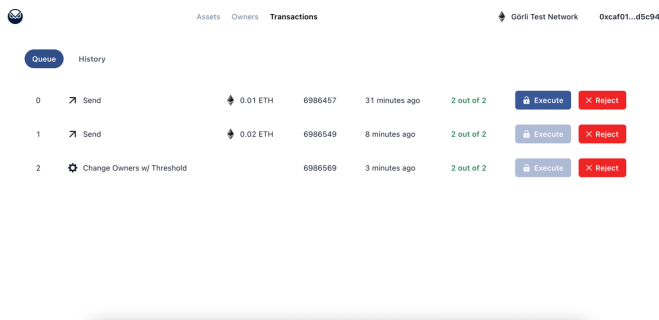 Assets Owners Transactions Görli Test Network 0xcaf01...d5c94
Queue History
0 Send 0.01 ETH 6986457 31 minutes ago 2 out of 2 Execute Reject
1 Send 0.02 ETH 6986549 8 minutes ago 2 out of 2 Execute Reject
2 Change Owners w/ Threshold 6986569 3 minutes ago 2 out of 2 Execute Reject